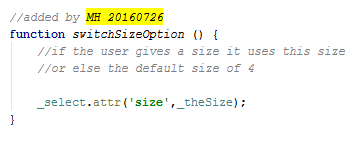 //added by MH 20160726
function switchSizeOption () {
//if the user gives a size it uses this size
//or else the default size of 4
_select.attr('size',_theSize);
}